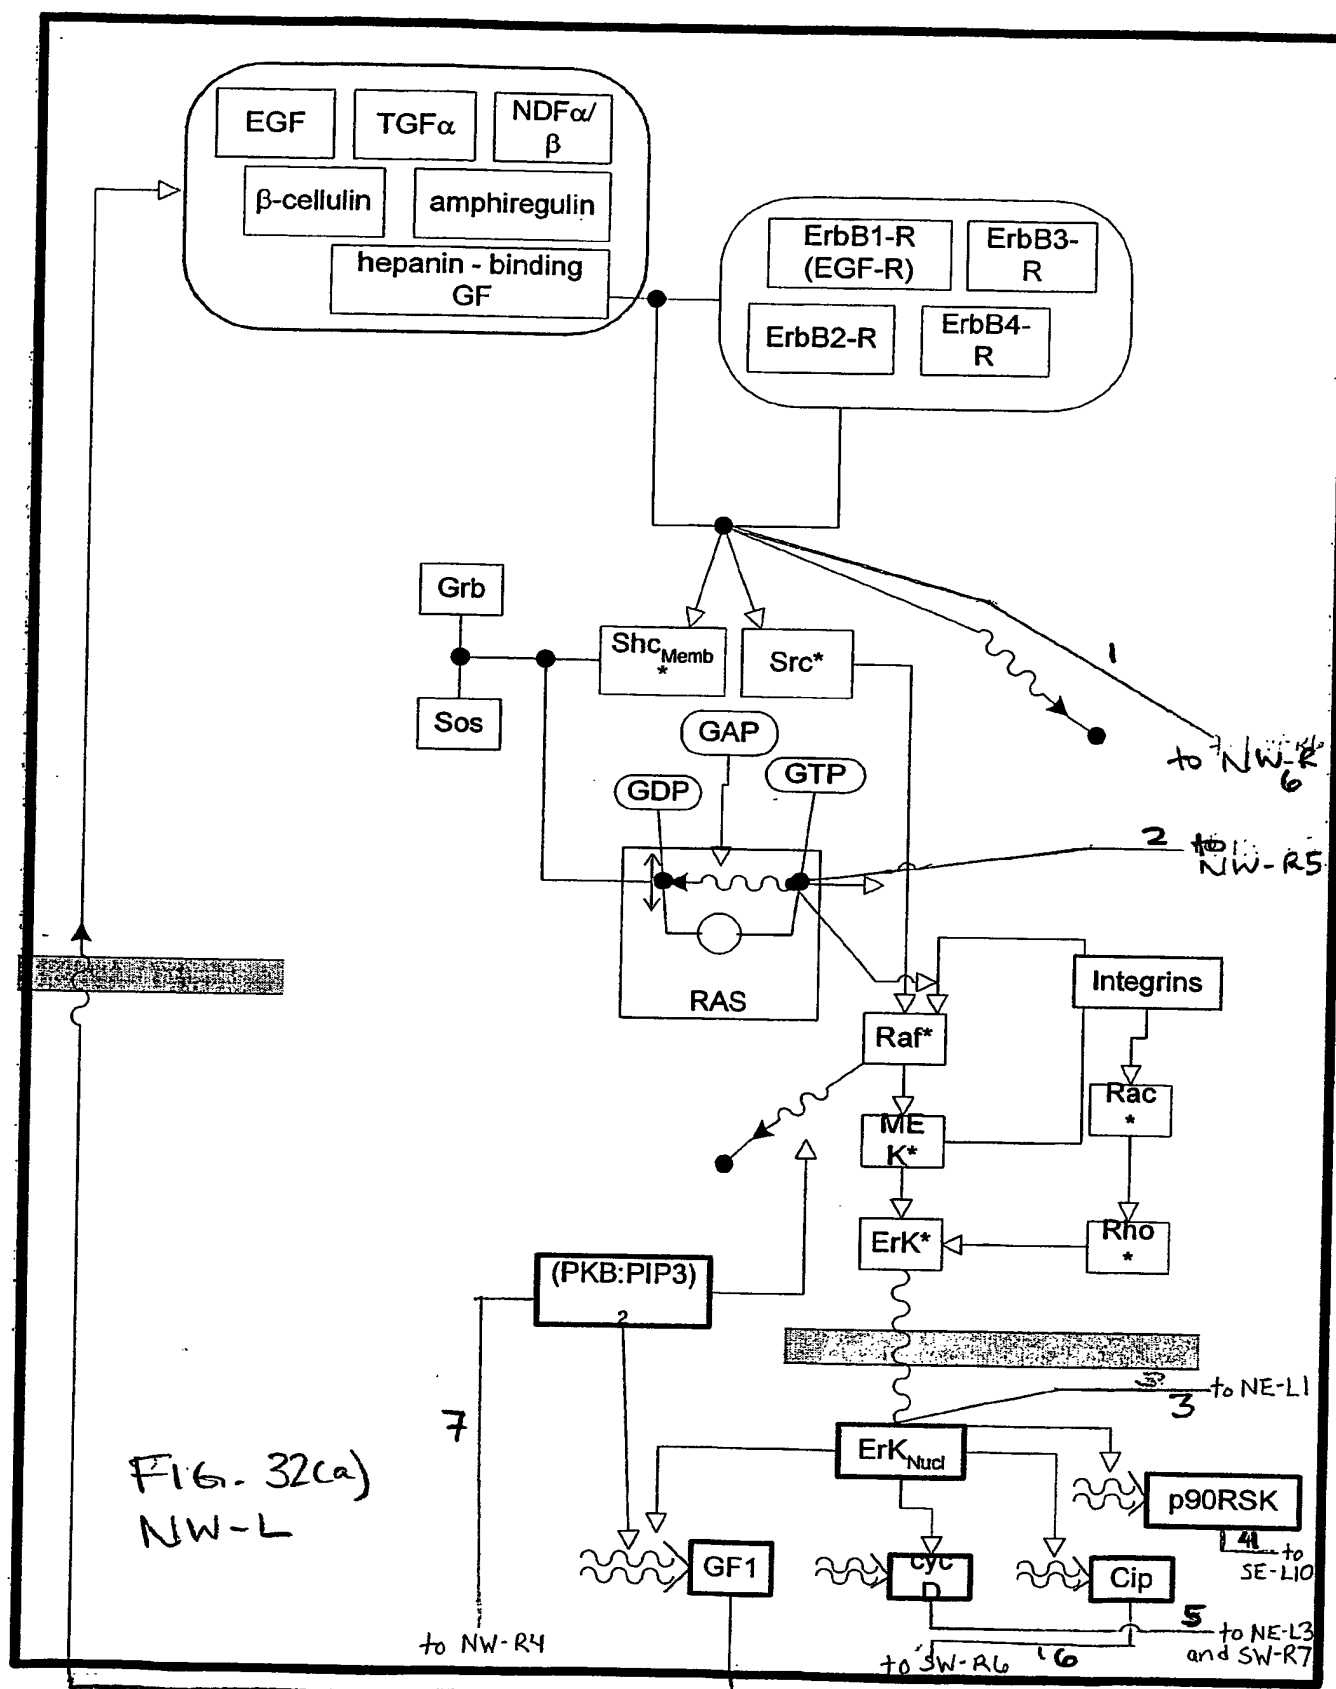 EGF
TGFα
NDFα/
β
β-cellulin
amphiregulin
hepanin - binding
GF
ErbB1-R
(EGF-R)
ErbB3-
R
ErbB2-R
ErbB4-
R
Grb
Sos
Shc Memb
*
Src*
1
to NW-R
6
GAP
GDP
GTP
2
to
NW-R5
RAS
Integrins
Raf*
Rac
*
ME
K*
ErK*
Rho
*
(PKB:PIP3)
2
3
to NE-L1
7
ErK Nucl
p90RSK
FIG. 32(a)
NW-L
GF1
cyc
D
Cip
41
to
SE-L10
5
to NE-L3
and SW-R7
to NW-R4
to SW-R6
6